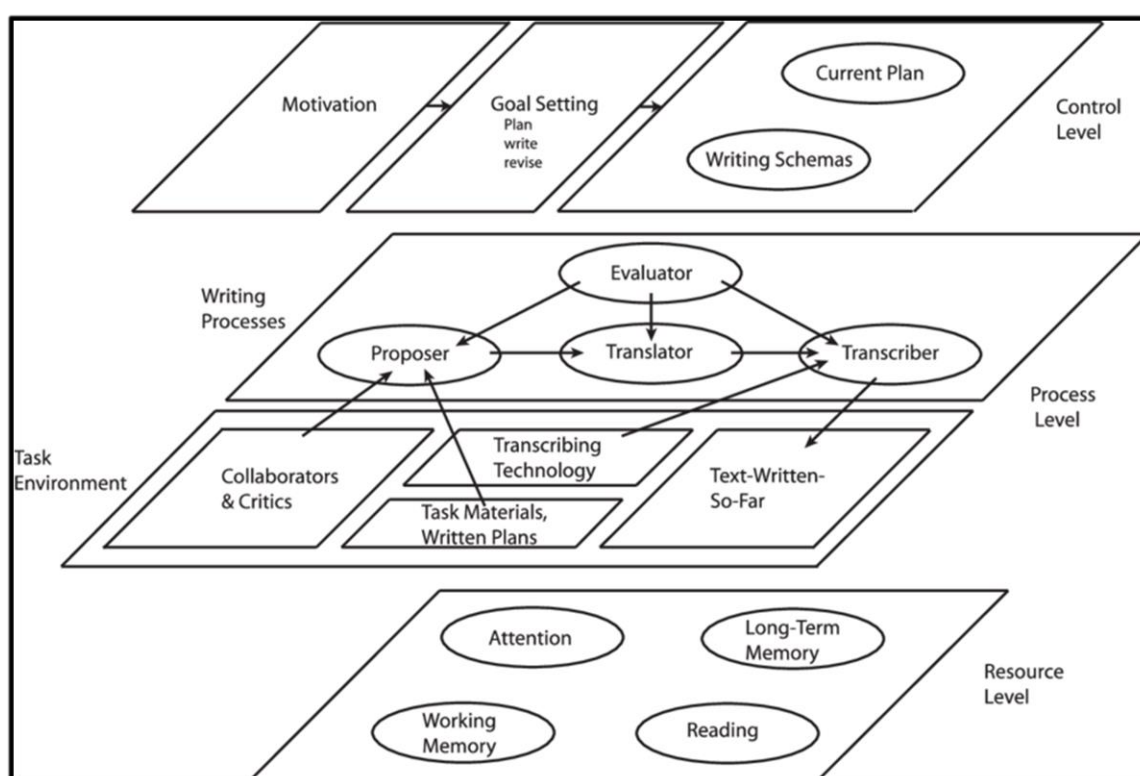 Motivation
Goal Setting
Plan
write
revise
Current Plan
Writing Schemas
Control
Level
Writing
Processes
Evaluator
Proposer
Translator
Transcriber
Process
Level
Task
Environment
Collaborators
& Critics
Transcribing
Technology
Task Materials,
Written Plans
Text-Written-
So-Far
Attention
Long-Term
Memory
Working
Memory
Reading
Resource
Level